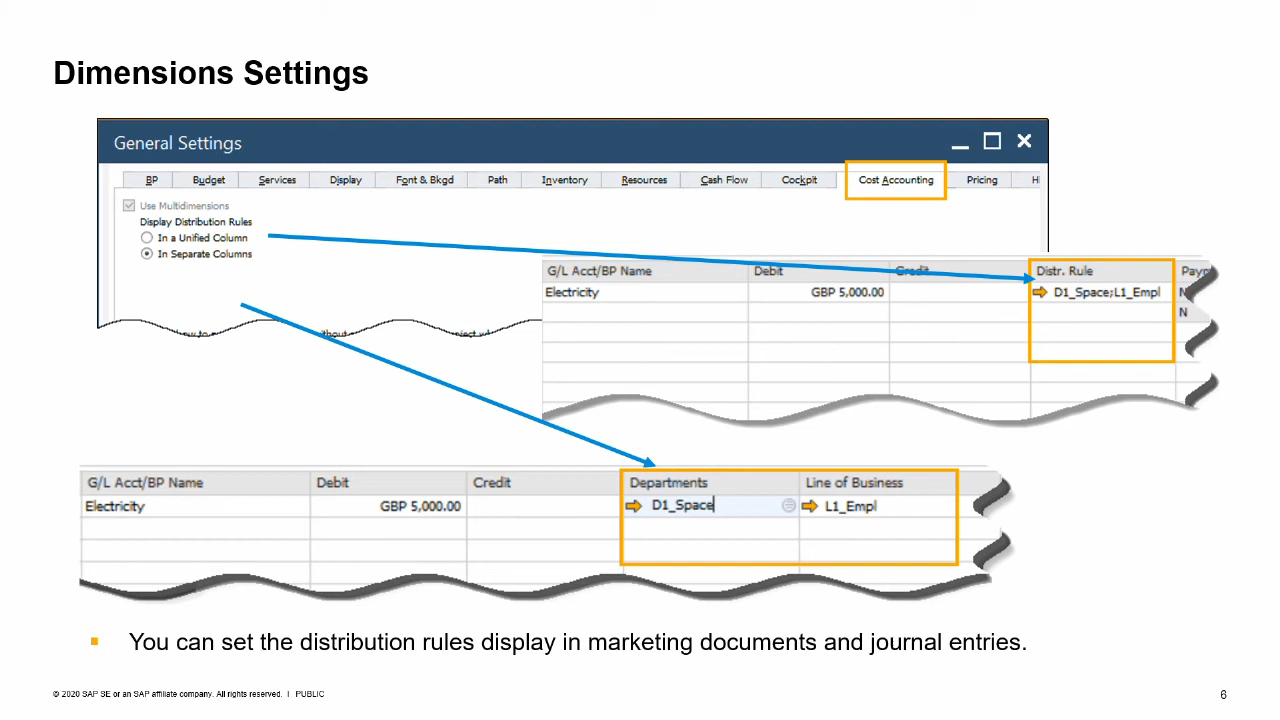 Dimensions Settings
General Settings
BP Budget Services Display Font & Bkgd Path Inventory Resources Cash Flow Cockpit Cost Accounting Pricing
Use Multidimensions
Display Distribution Rules
In a Unified Column
In Separate Columns
G/L Acct/BP Name Debit Credit Distr. Rule
Electricity GBP 5,000.00 D1_Space;L1_Empl N
N
G/L Acct/BP Name Debit Credit Departments Line of Business
Electricity GBP 5,000.00 D1_Space L1_Empl
You can set the distribution rules display in marketing documents and journal entries.
© 2020 SAP SE or an SAP affiliate company. All rights reserved. I PUBLIC
6